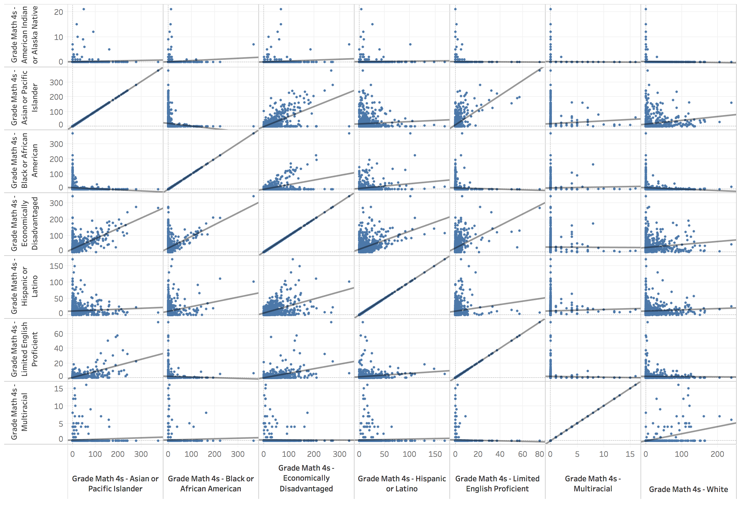 Grade Math 4s -
American Indian
or Alaska Native
20
10
0
Grade Math 4s -
Asian or Pacific
Islander
300
200
100
0
Grade Math 4s -
Black or African
American
300
200
100
0
Grade Math 4s -
Economically
Disadvantaged
300
200
100
0
Grade Math 4s -
Hispanic or
Latino
150
100
50
0
Grade Math 4s -
Limited English
Proficient
60
40
20
0
Grade Math 4s -
Multiracial
15
10
5
0
0 100 200 300
0 100 200 300
0 100 200 300
0 50 100 150
0 20 40 60 80
0 5 10 15
0 100 200
Grade Math 4s - Asian or
Pacific Islander
Grade Math 4s - Black or
African American
Grade Math 4s -
Economically
Disadvantaged
Grade Math 4s - Hispanic
or Latino
Grade Math 4s - Limited
English Proficient
Grade Math 4s -
Multiracial
Grade Math 4s - White